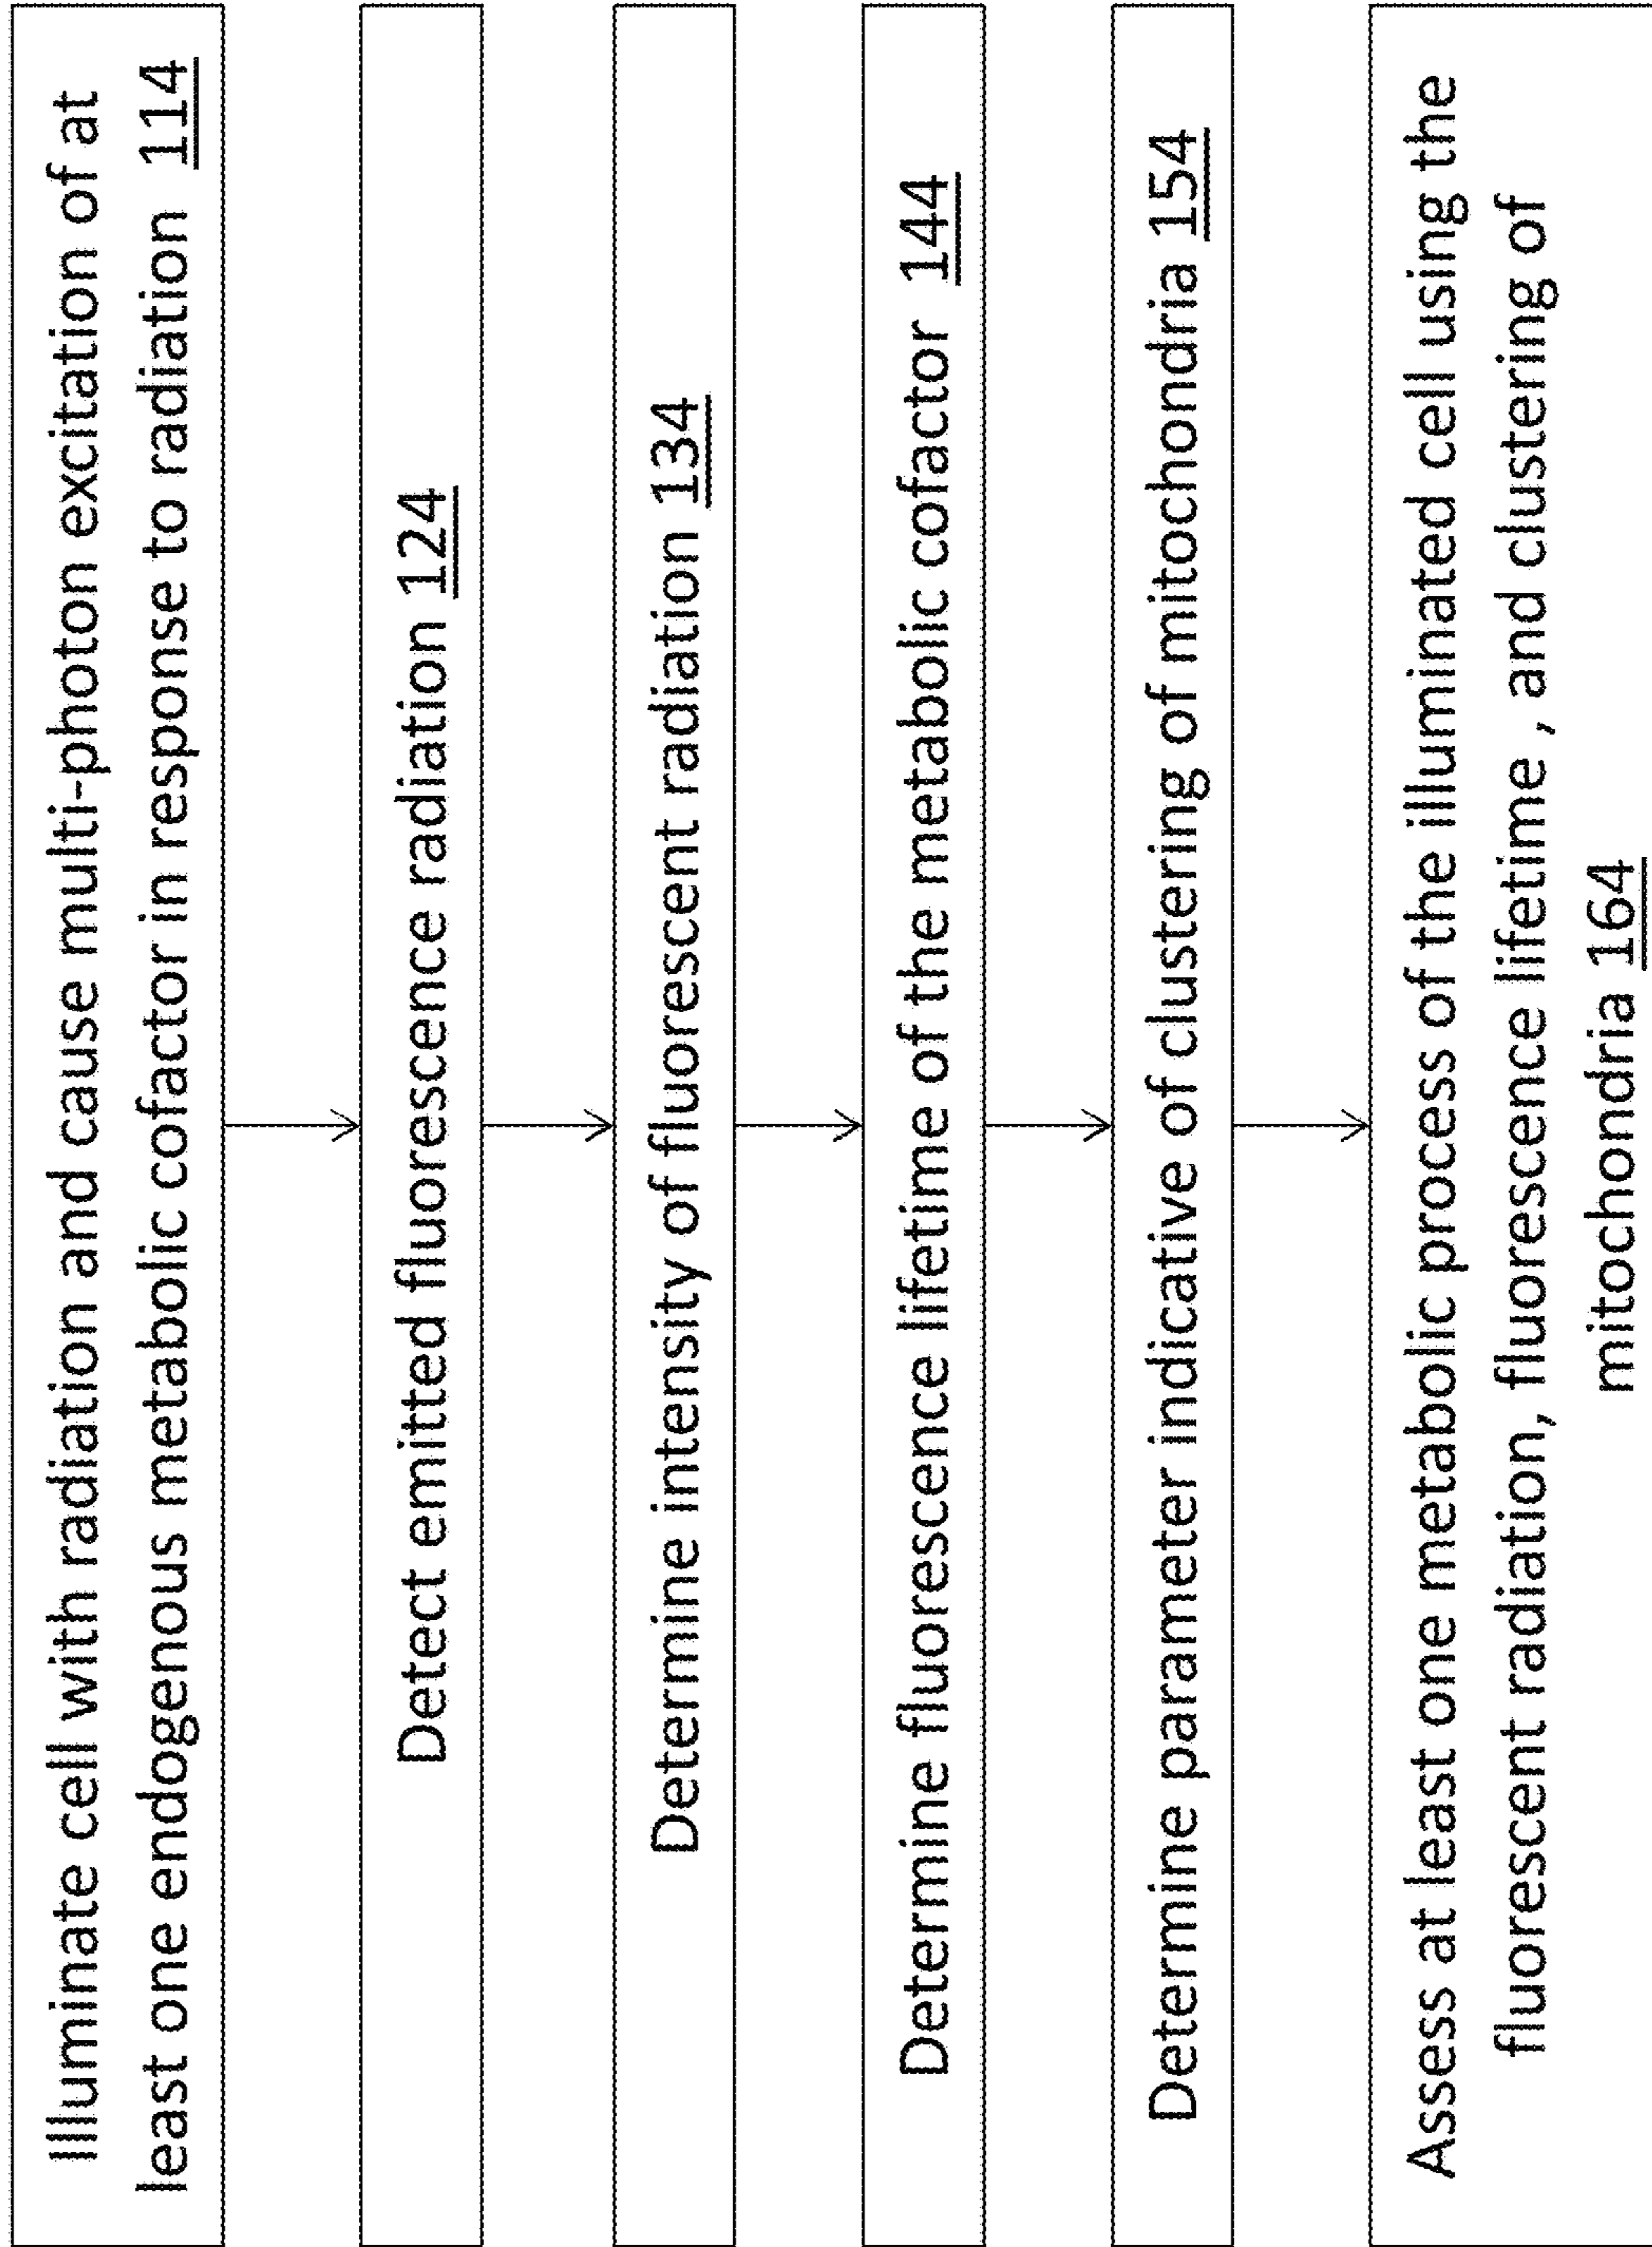 Illuminate cell with radiation and cause multi-photon excitation of at
least one endogenous metabolic cofactor in response to radiation 114
Detect emitted fluorescence radiation 124
Determine intensity of fluorescent radiation 134
Determine fluorescence lifetime of the metabolic cofactor 144
Determine parameter indicative of clustering of mitochondria 154
Assess at least one metabolic process of the illuminated cell using the
fluorescent radiation, fluorescence lifetime , and clustering of
mitochondria 164